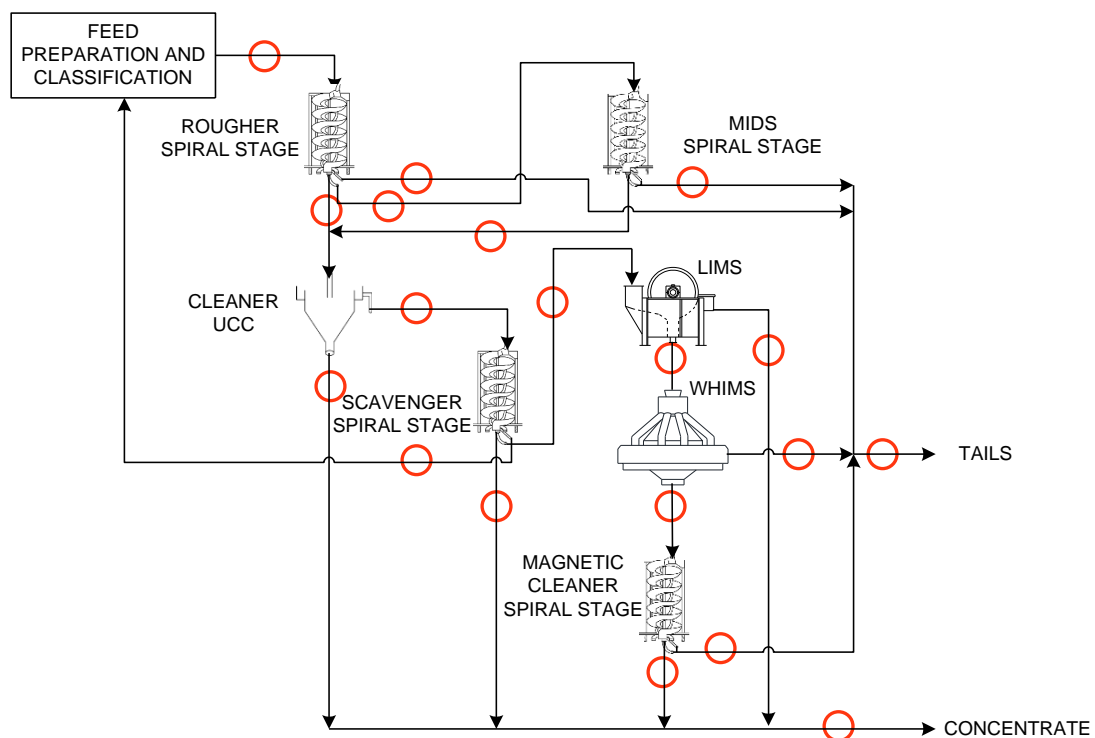 FEED
PREPARATION AND
CLASSIFICATION
ROUGHER
SPIRAL STAGE
MIDS
SPIRAL STAGE
CLEANER
UCC
LIMS
SCAVENGER
SPIRAL STAGE
WHIMS
TAILS
MAGNETIC
CLEANER
SPIRAL STAGE
CONCENTRATE